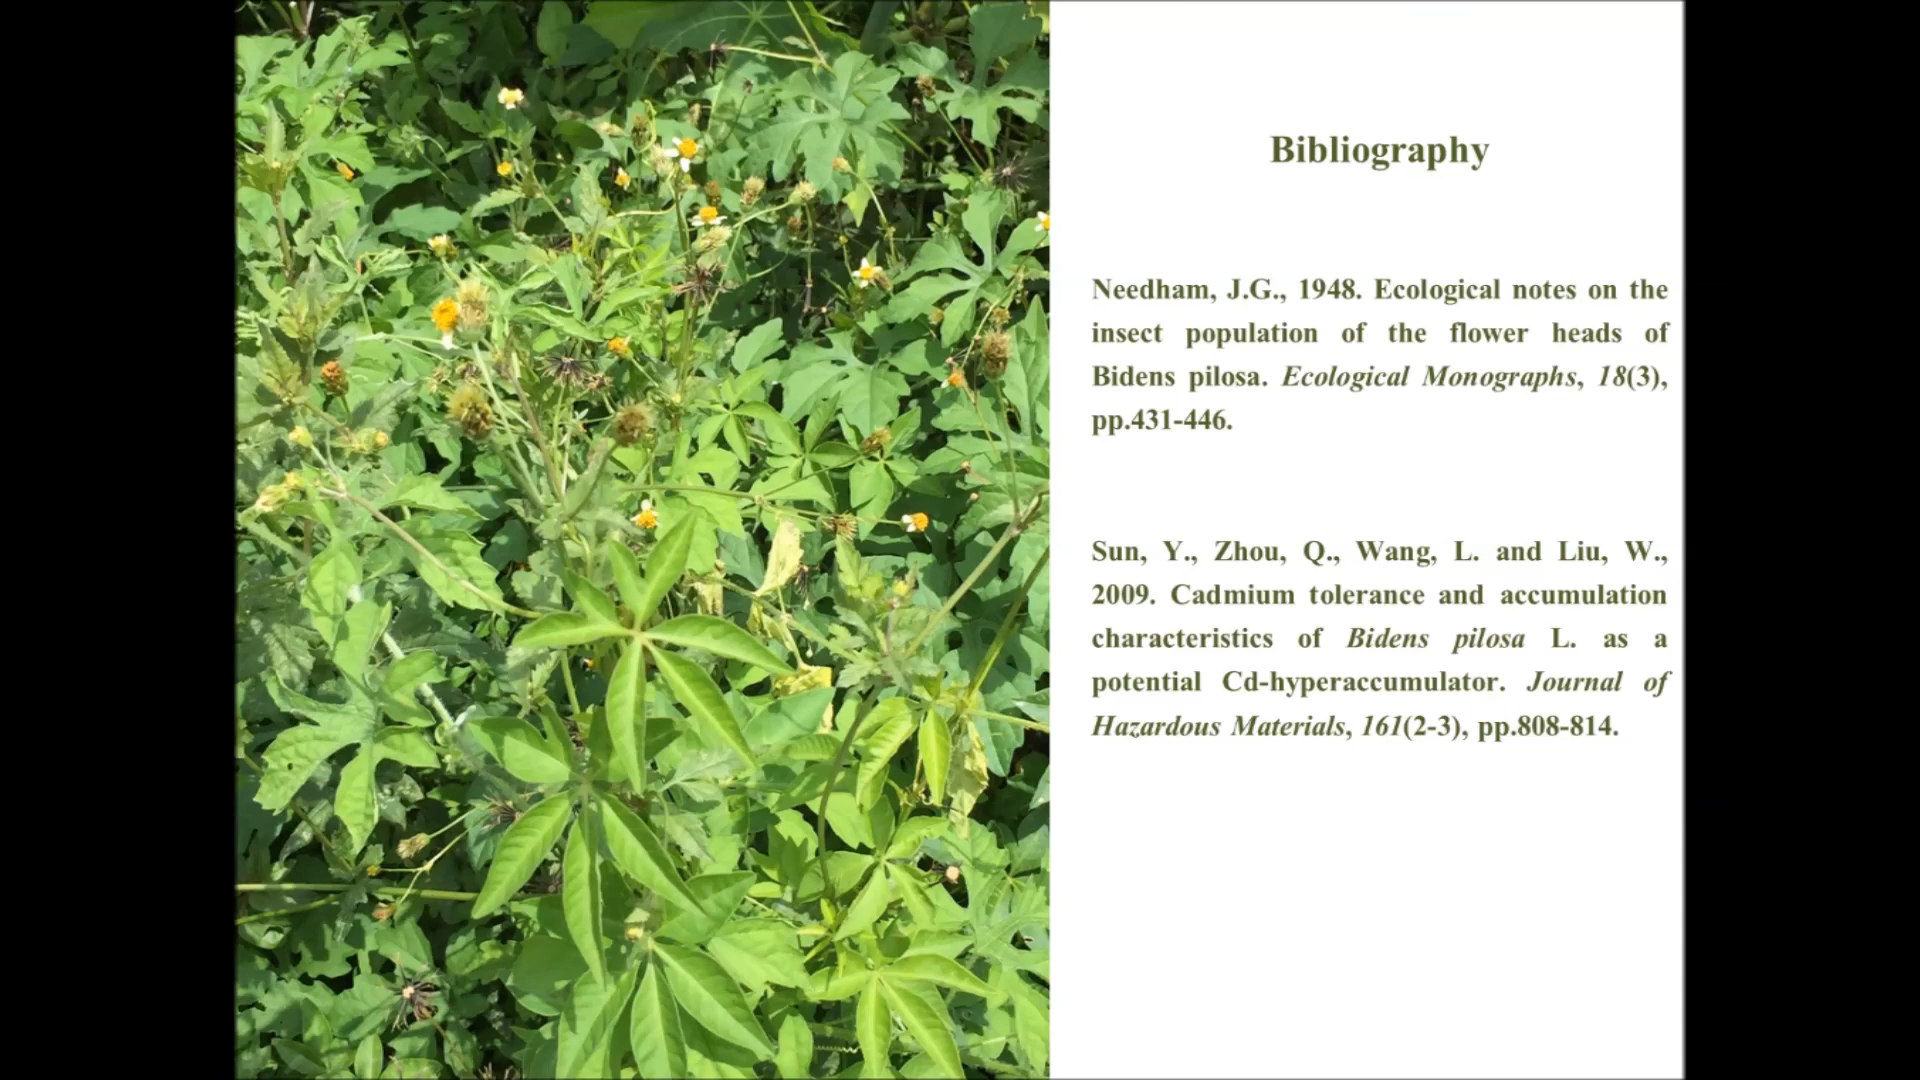 Bibliography
Needham, J.G., 1948. Ecological notes on the
insect population of the flower heads of
Bidens pilosa. Ecological Monographs, 18(3),
pp.431-446.
Sun, Y., Zhou, Q., Wang, L. and Liu, W.,
2009. Cadmium tolerance and accumulation
characteristics of Bidens pilosa L. as a
potential Cd-hyperaccumulator. Journal of
Hazardous Materials, 161(2-3), pp.808-814.